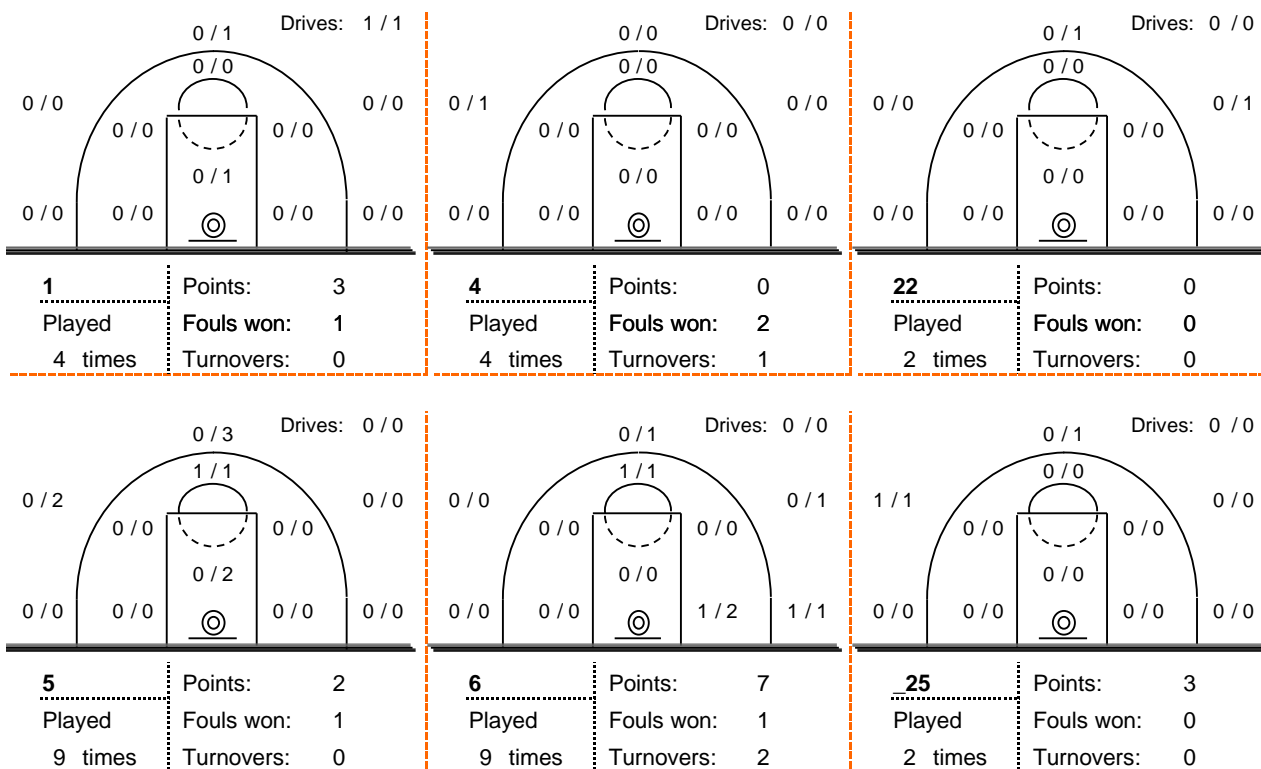 Drives: 1 / 1
0 / 1
0 / 0
0 / 0 0 / 0
0 / 0 0 / 0
0 / 1
0 / 0 0 / 0 0 / 0 0 / 0
1 Points: 3
Played Fouls won: 1
4 times Turnovers: 0
Drives: 0 / 0
0 / 0
0 / 0
0 / 1 0 / 0
0 / 0 0 / 0
0 / 0
0 / 0 0 / 0 0 / 0 0 / 0
4 Points: 0
Played Fouls won: 2
4 times Turnovers: 1
Drives: 0 / 0
0 / 1
0 / 0
0 / 0 0 / 1
0 / 0 0 / 0
0 / 0
0 / 0 0 / 0 0 / 0 0 / 0
22 Points: 0
Played Fouls won: 0
2 times Turnovers: 0
Drives: 0 / 0
0 / 3
1 / 1
0 / 2 0 / 0
0 / 0 0 / 0
0 / 2
0 / 0 0 / 0 0 / 0 0 / 0
5 Points: 2
Played Fouls won: 1
9 times Turnovers: 0
Drives: 0 / 0
0 / 1
1 / 1
0 / 0 0 / 1
0 / 0 0 / 0
0 / 0
0 / 0 0 / 0 1 / 2 1 / 1
6 Points: 7
Played Fouls won: 1
9 times Turnovers: 2
Drives: 0 / 0
0 / 1
0 / 0
1 / 1 0 / 0
0 / 0 0 / 0
0 / 0
0 / 0 0 / 0 0 / 0 0 / 0
_25 Points: 3
Played Fouls won: 0
2 times Turnovers: 0